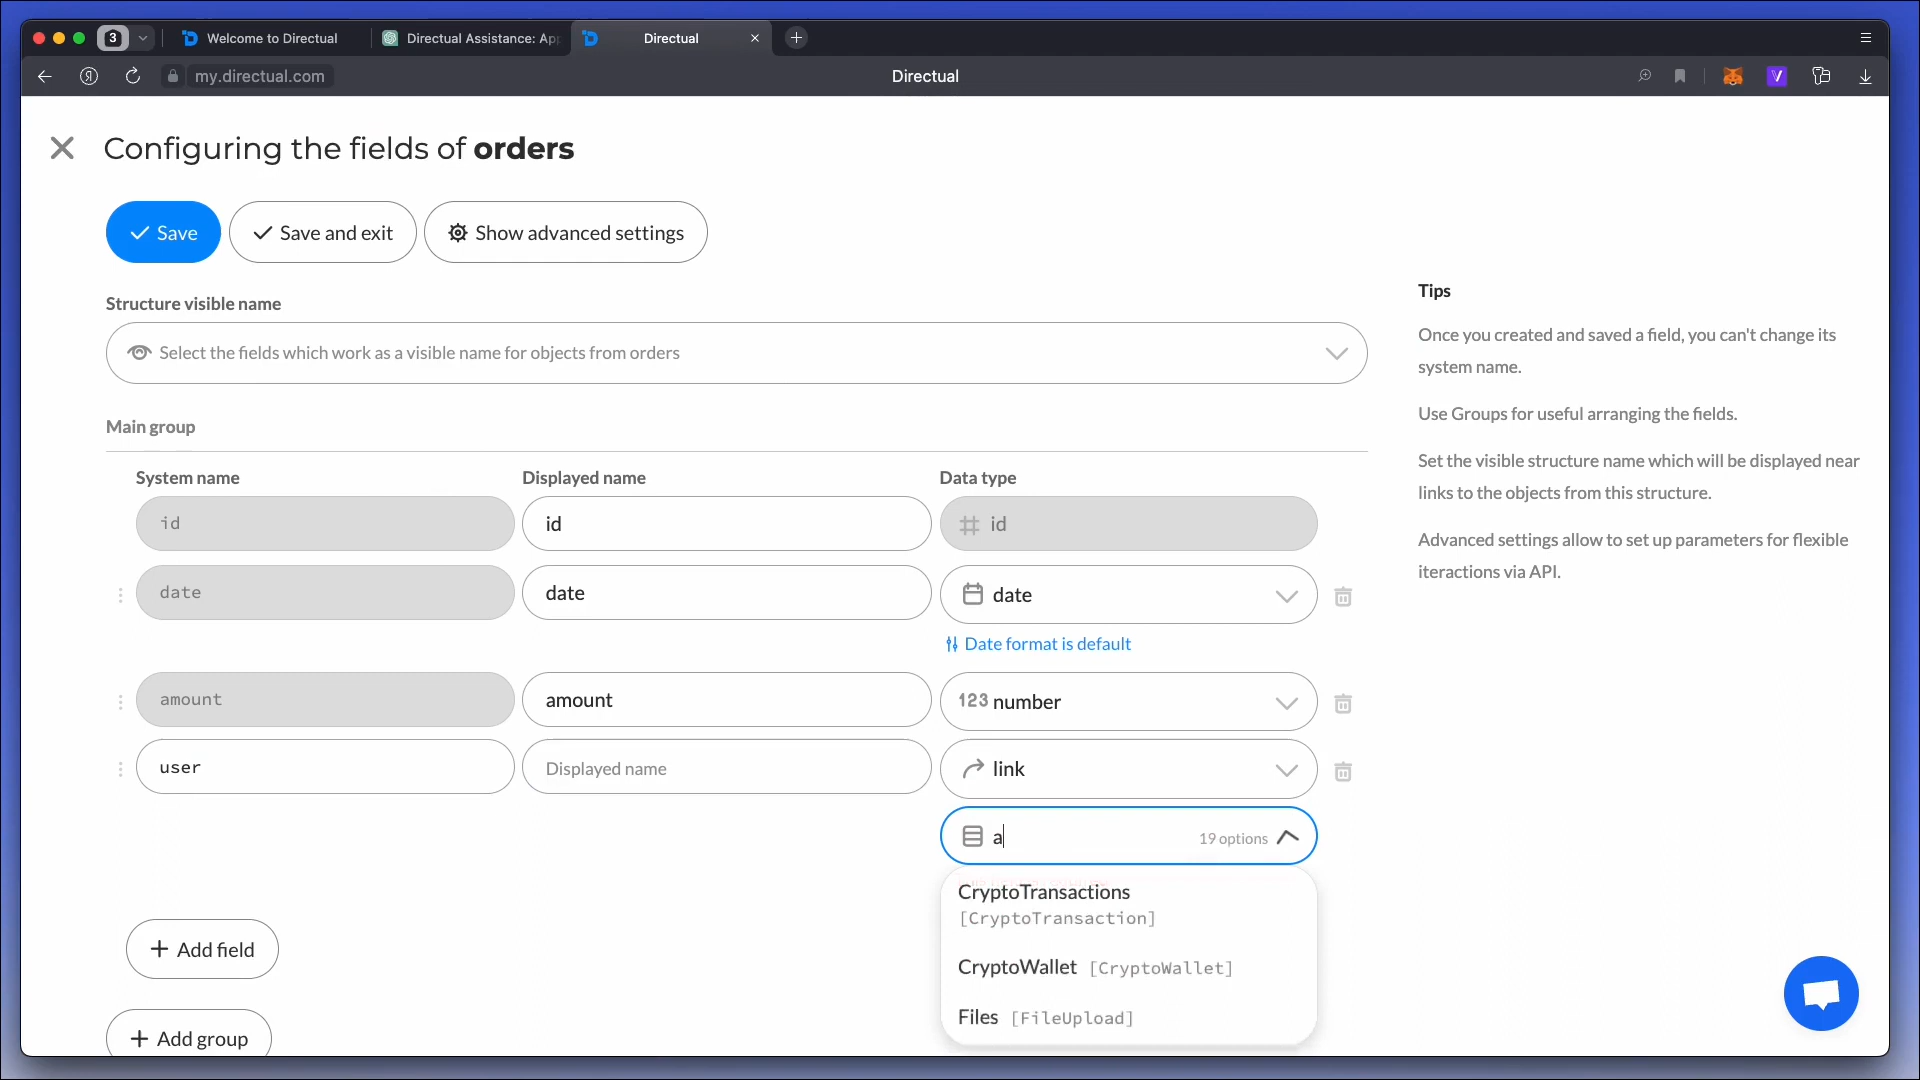 3
Welcome to Directual
Directual Assistance: App
Directual
my.directual.com
Directual
Configuring the fields of orders
Save
Save and exit
Show advanced settings
Structure visible name
Select the fields which work as a visible name for objects from orders
Main group
System name
Displayed name
Data type
id
id
id
date
date
date
Date format is default
amount
amount
123 number
user
Displayed name
link
a
19 options
CryptoTransactions
[CryptoTransaction]
CryptoWallet [CryptoWallet]
Files [FileUpload]
+ Add field
+ Add group
Tips
Once you created and saved a field, you can't change its
system name.
Use Groups for useful arranging the fields.
Set the visible structure name which will be displayed near
links to the objects from this structure.
Advanced settings allow to set up parameters for flexible
iteractions via API.